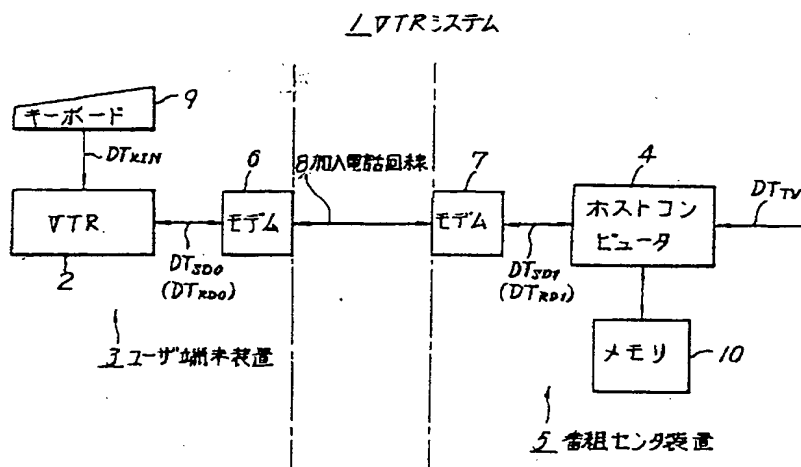 1 VTRシステム
キーボード
9
DTKIN
VTR
2
6
モデム
DTSD0
(DTRD0)
3 ユーザ端末装置
8加入電話回線
7
モデム
DTSD1
(DTRD1)
4
ホストコン
ピュータ
DTTV
メモリ
10
5 番組センタ装置